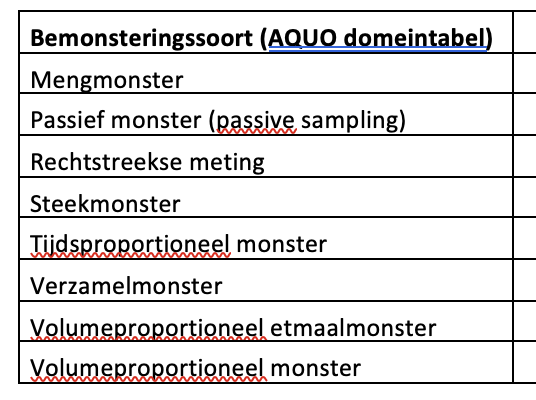 Bemonsteringssoort (AQUO domeintabel)
Mengmonster
Passief monster (passive sampling)
Rechtstreekse meting
Steekmonster
Tijdsproportioneel monster
Verzamelmonster
Volumeproportioneel etmaalmonster
Volumeproportioneel monster